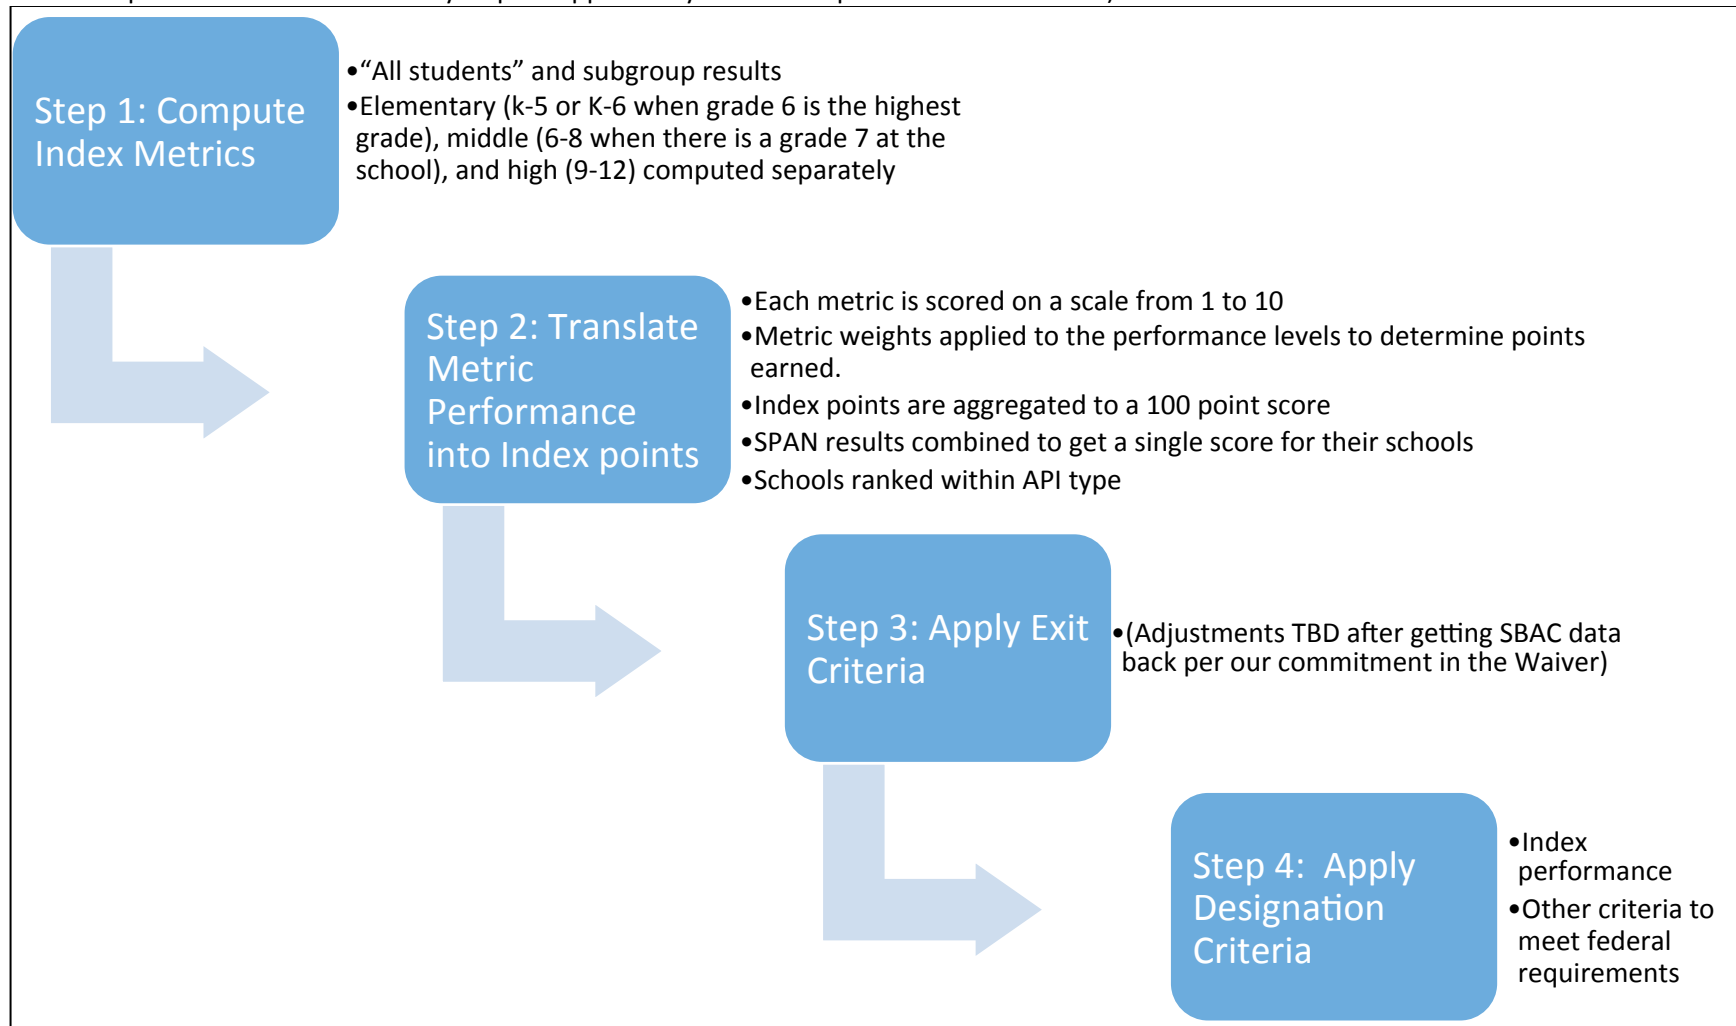 Step 1: Compute
Index Metrics
•“All students” and subgroup results
•Elementary (k-5 or K-6 when grade 6 is the highest
grade), middle (6-8 when there is a grade 7 at the
school), and high (9-12) computed separately
Step 2: Translate
Metric
Performance
into Index points
•Each metric is scored on a scale from 1 to 10
•Metric weights applied to the performance levels to determine points
earned.
•Index points are aggregated to a 100 point score
•SPAN results combined to get a single score for their schools
•Schools ranked within API type
Step 3: Apply Exit
Criteria
•(Adjustments TBD after getting SBAC data
back per our commitment in the Waiver)
Step 4:  Apply
Designation
Criteria
•Index
performance
•Other criteria to
meet federal
requirements